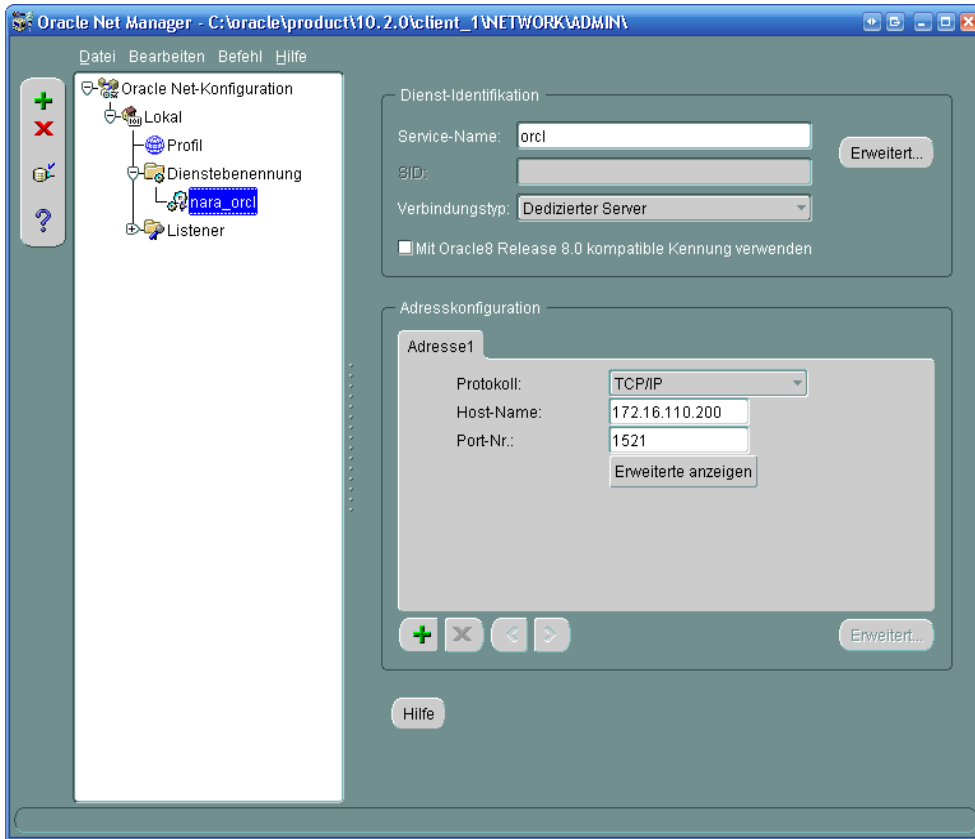 Oracle Net Manager - C:\oracle\product\10.2.0\client_1\NETWORK\ADMIN\
Datei Bearbeiten Befehl Hilfe
Oracle Net-Konfiguration
Lokal
Profil
Dienstebenennung
nara_orcl
Listener
Dienst-Identifikation
Service-Name: orcl
SID:
Verbindungstyp: Dedizierter Server
Erweitert...
Mit Oracle8 Release 8.0 kompatible Kennung verwenden
Adresskonfiguration
Adresse1
Protokoll: TCP/IP
Host-Name: 172.16.110.200
Port-Nr.: 1521
Erweiterte anzeigen
Erweitert...
Hilfe